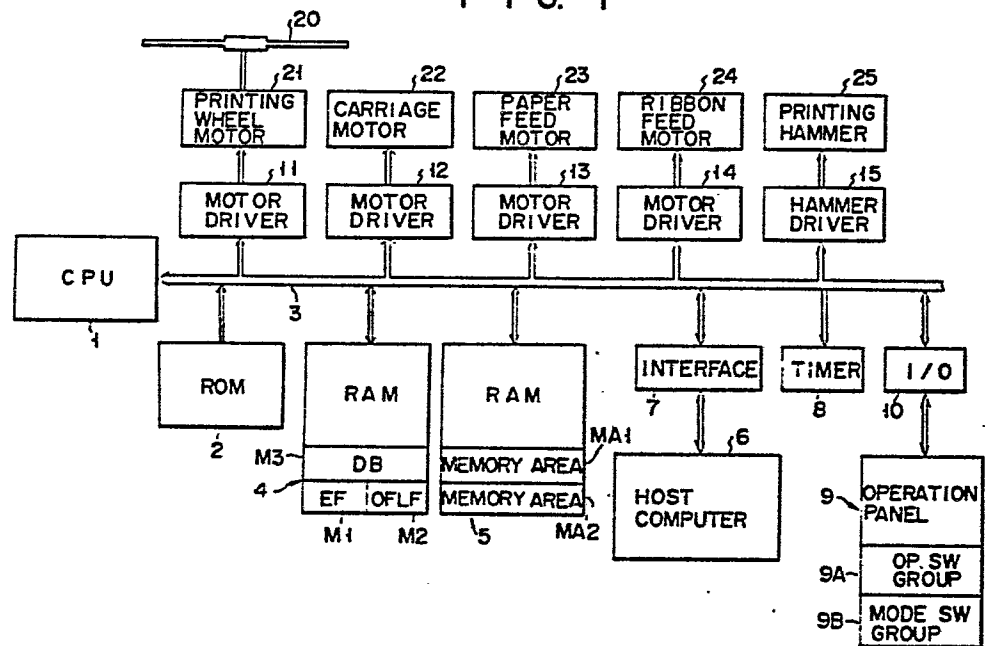 FIG. 1
20
21
22
23
24
25
PRINTING
WHEEL
MOTOR
CARRIAGE
MOTOR
PAPER
FEED
MOTOR
RIBBON
FEED
MOTOR
PRINTING
HAMMER
11
12
13
14
15
MOTOR
DRIVER
MOTOR
DRIVER
MOTOR
DRIVER
MOTOR
DRIVER
HAMMER
DRIVER
CPU
1
3
ROM
2
RAM
RAM
INTERFACE
7
TIMER
8
I/O
10
M3
DB
4
EF
OFLF
M1
M2
MEMORY AREA
MA1
MEMORY AREA
MA2
5
6
HOST
COMPUTER
9
OPERATION
PANEL
9A
OP. SW
GROUP
9B
MODE SW
GROUP